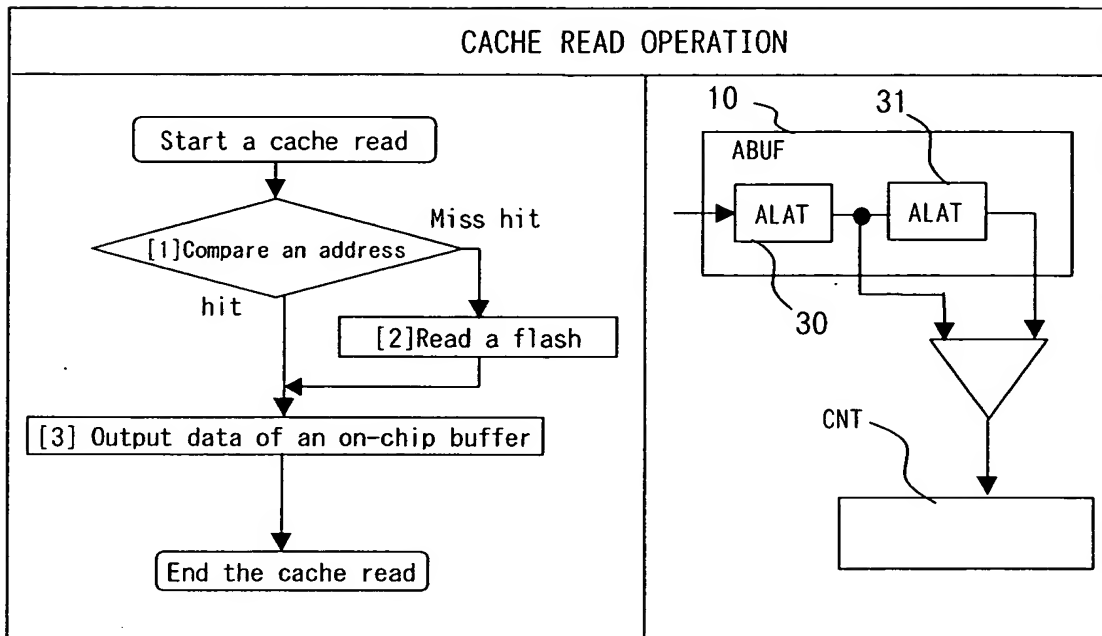 CACHE READ OPERATION
Start a cache read
[1]Compare an address
Miss hit
hit
[2]Read a flash
[3] Output data of an on-chip buffer
End the cache read
10
31
ABUF
ALAT
ALAT
30
CNT